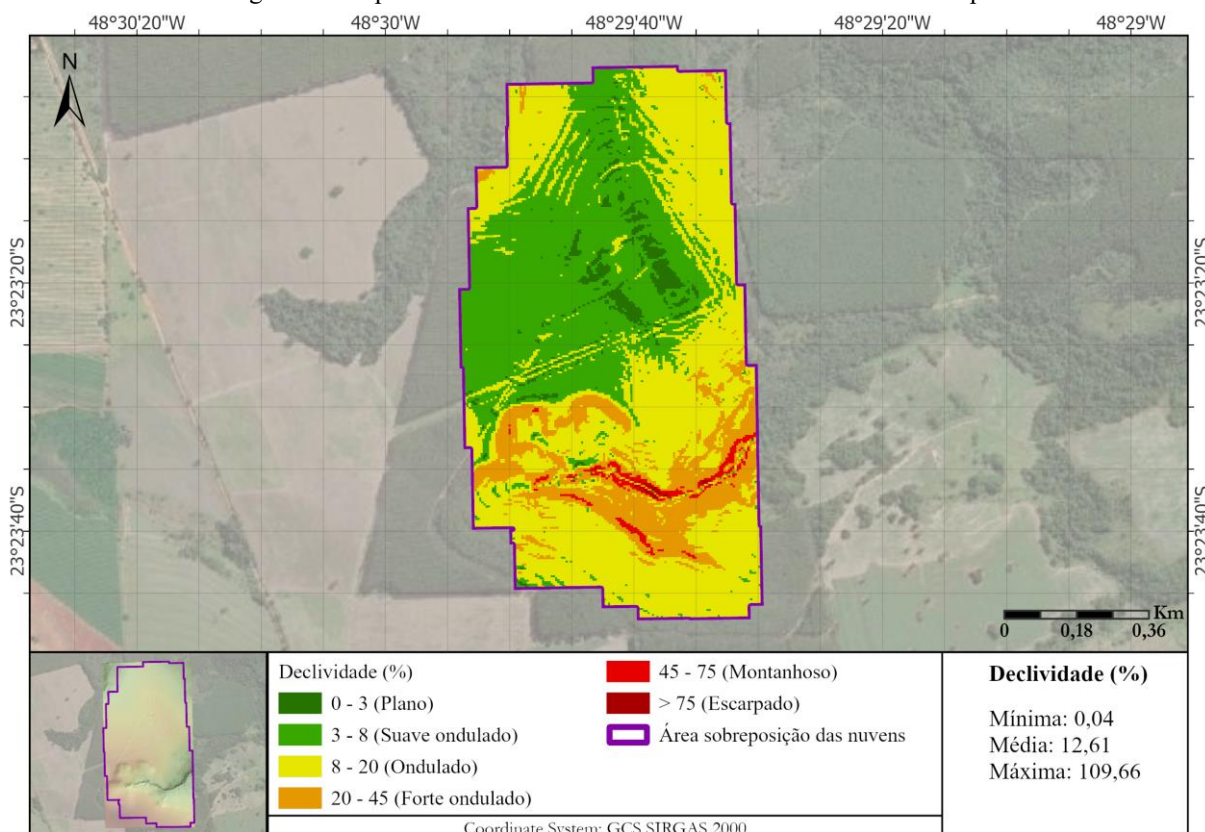 48°30'20"W 48°30'W 48°29'40"W 48°29'20"W 48°29'W
N
23°23'20"S 23°23'20"S
23°23'40"S 23°23'40"S
Km
0 0,18 0,36
Declividade (%)
0 - 3 (Plano)
3 - 8 (Suave ondulado)
8 - 20 (Ondulado)
20 - 45 (Forte ondulado)
45 - 75 (Montanhoso)
> 75 (Escarpado)
Área sobreposição das nuvens
Declividade (%)
Mínima: 0,04
Média: 12,61
Máxima: 109,66
Coordinate System: GCS SIRGAS 2000